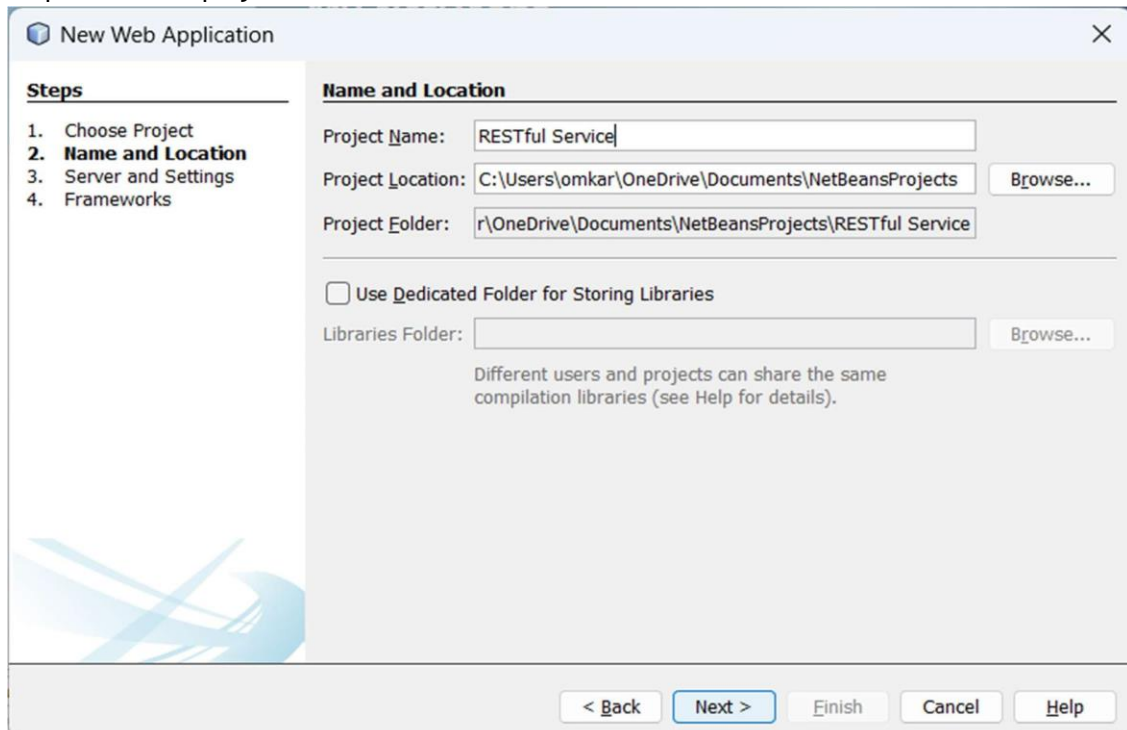 New Web Application
Steps
1. Choose Project
2. Name and Location
3. Server and Settings
4. Frameworks
Name and Location
Project Name: RESTful Service
Project Location: C:\Users\omkar\OneDrive\Documents\NetBeansProjects Browse...
Project Folder: r\OneDrive\Documents\NetBeansProjects\RESTful Service
Use Dedicated Folder for Storing Libraries
Libraries Folder: Browse...
Different users and projects can share the same
compilation libraries (see Help for details).
< Back Next > Finish Cancel Help